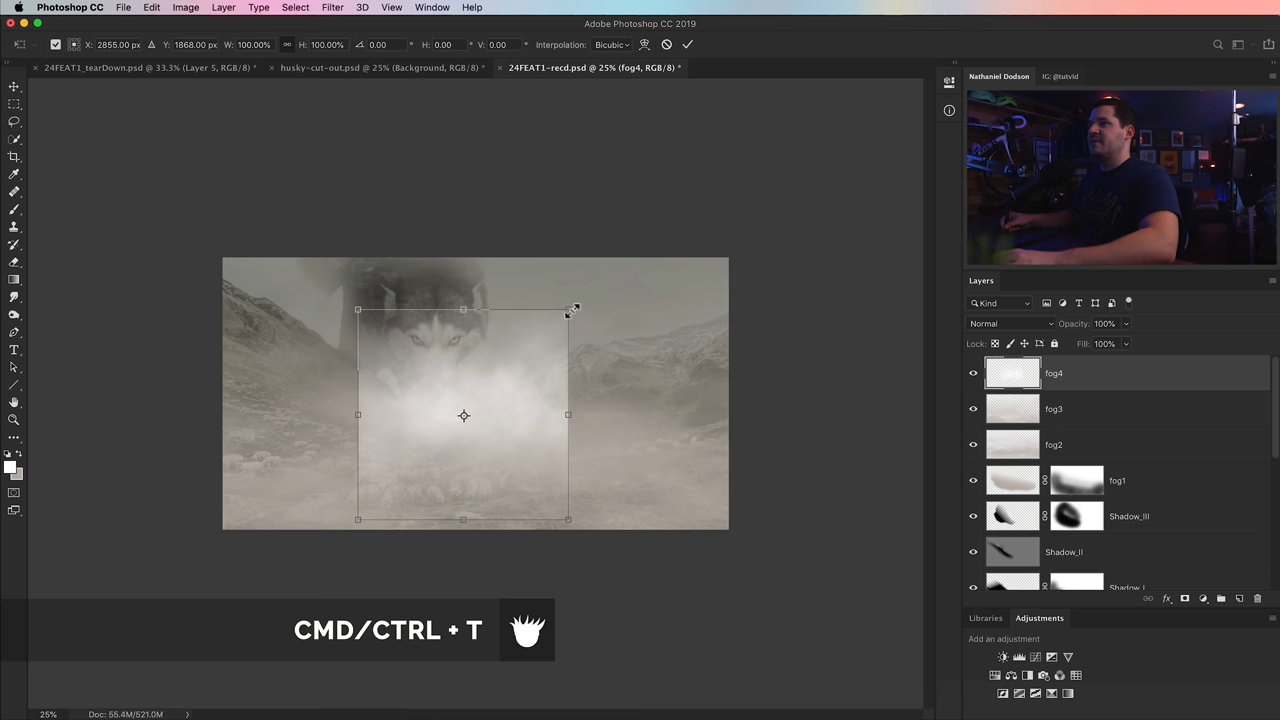 Photoshop CC File Edit Image Layer Type Select Filter 3D View Window Help
Adobe Photoshop CC 2019
X: 2855.00 px Y: 1868.00 px W: 100.00% H: 100.00% 0.00 ° H: 0.00 ° V: 0.00 ° Interpolation: Bicubic
24FEAT1_tearDown.psd @ 33.3% (Layer 5, RGB/8) * husky-cut-out.psd @ 25% (Background, RGB/8) * 24FEAT1-recd.psd @ 25% (fog4, RGB/8) *
Nathaniel Dodson IG: @tutvid
Layers
Kind
Normal Opacity: 100%
Lock: Fill: 100%
fog4
fog3
fog2
fog1
Shadow_III
Shadow_II
Shadow_I
Libraries Adjustments
Add an adjustment
CMD/CTRL + T
25% Doc: 55.4M/521.0M